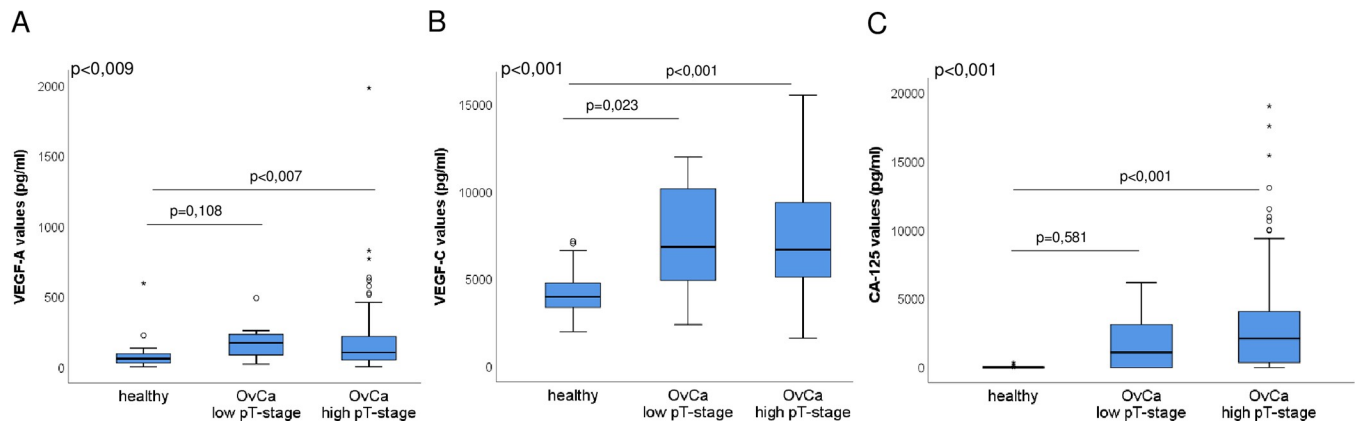 A
p<0,009
2000
1500
1000
500
0
VEGF-A values (pg/ml)
p<0,007
p=0,108
healthy
OvCa
low pT-stage
OvCa
high pT-stage
B
p<0,001
15000
10000
5000
0
VEGF-C values (pg/ml)
p<0,001
p=0,023
healthy
OvCa
low pT-stage
OvCa
high pT-stage
C
p<0,001
20000
15000
10000
5000
0
CA-125 values (pg/ml)
p<0,001
p=0,581
healthy
OvCa
low pT-stage
OvCa
high pT-stage